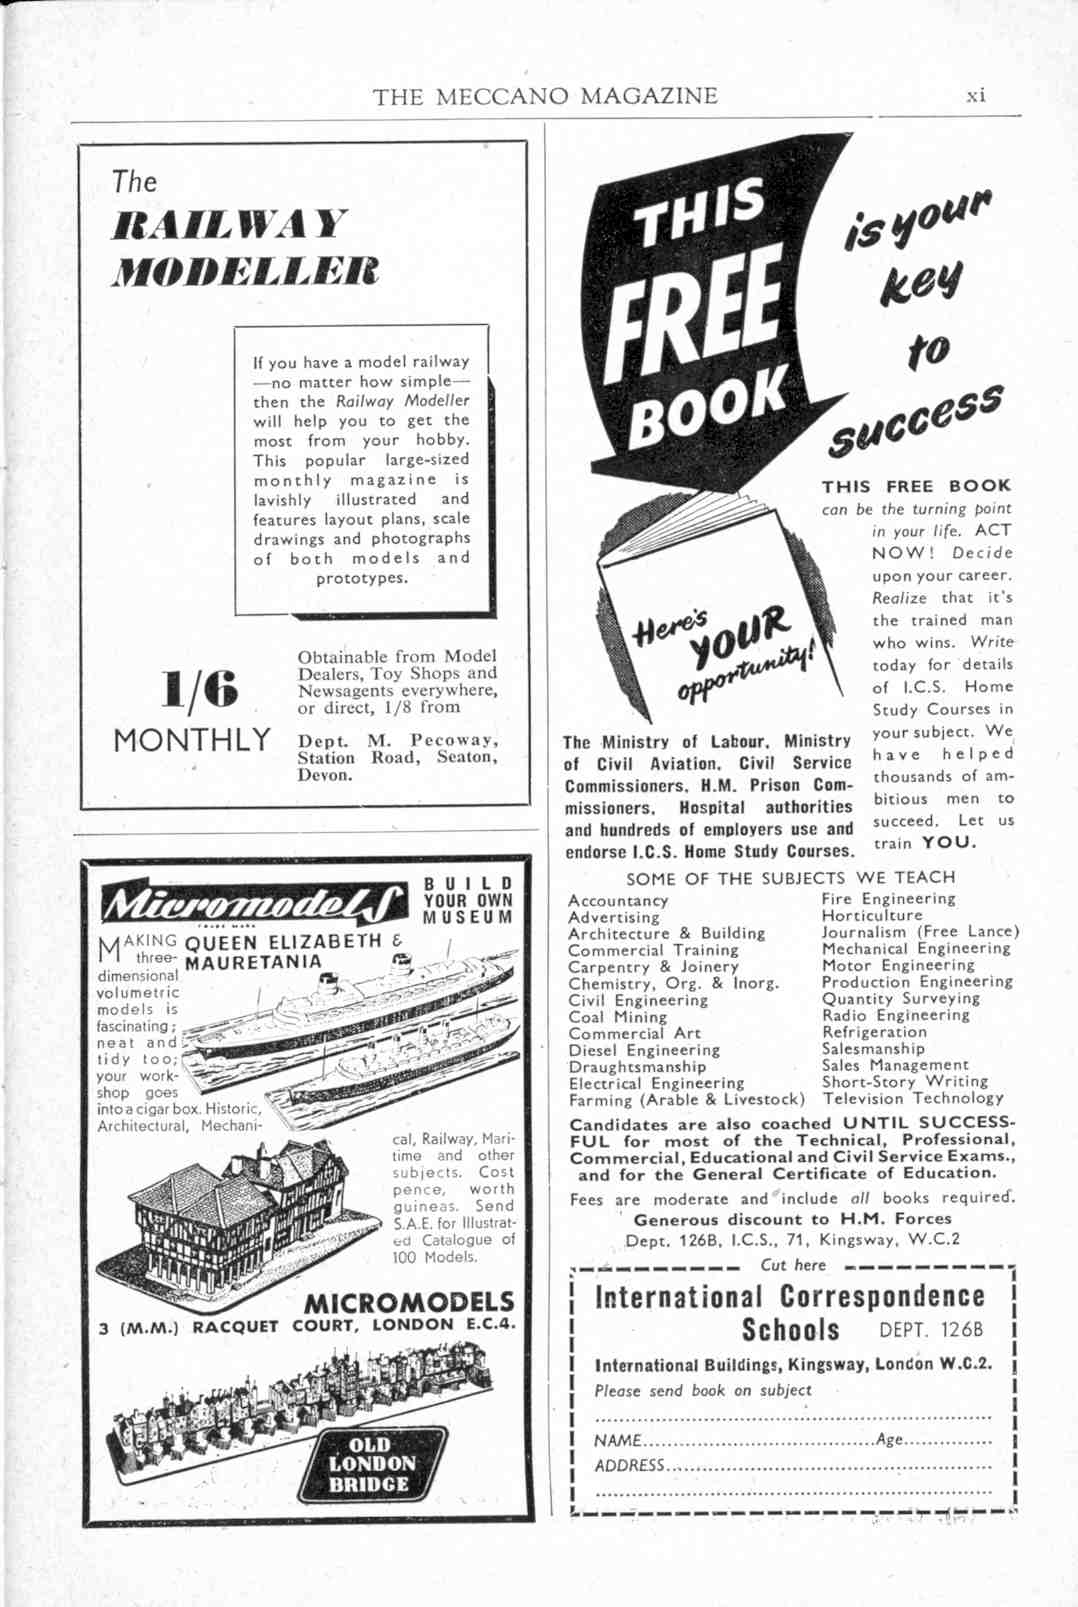 THE MECCANO MAGAZINE xi
The
RAILWAY
MODELLER
If you have a model railway
—no matter how simple—
then the Railway Modeller
will help you to get the
most from your hobby.
This popular large-sized
monthly magazine is
lavishly illustrated and
features layout plans, scale
drawings and photographs
of both models and
prototypes.
1/6
MONTHLY
Obtainable from Model
Dealers, Toy Shops and
Newsagents everywhere,
or direct, 1/8 from
Dept. M. Pecoway,
Station Road, Seaton,
Devon.
Micromodels
TRADE MARK
BUILD
YOUR OWN
MUSEUM
QUEEN ELIZABETH &
MAURETANIA
MAKING
three-
dimensional
volumetric
models is
fascinating;
neat and
tidy too;
your work-
shop goes
into a cigar box. Historic,
Architectural, Mechani-
cal, Railway, Mari-
time and other
subjects. Cost
pence, worth
guineas. Send
S.A.E. for Illustrat-
ed Catalogue of
100 Models.
MICROMODELS
3 (M.M.) RACQUET COURT, LONDON E.C.4.
OLD
LONDON
BRIDGE
THIS
FREE
BOOK
is your
key
to
success
Here's
YOUR
opportunity!
THIS FREE BOOK
can be the turning point
in your life. ACT
NOW! Decide
upon your career.
Realize that it's
the trained man
who wins. Write
today for details
of I.C.S. Home
Study Courses in
your subject. We
have helped
thousands of am-
bitious men to
succeed. Let us
train YOU.
The Ministry of Labour, Ministry
of Civil Aviation, Civil Service
Commissioners, H.M. Prison Com-
missioners, Hospital authorities
and hundreds of employers use and
endorse I.C.S. Home Study Courses.
SOME OF THE SUBJECTS WE TEACH
Accountancy
Advertising
Architecture & Building
Commercial Training
Carpentry & Joinery
Chemistry, Org. & Inorg.
Civil Engineering
Coal Mining
Commercial Art
Diesel Engineering
Draughtsmanship
Electrical Engineering
Farming (Arable & Livestock)
Fire Engineering
Horticulture
Journalism (Free Lance)
Mechanical Engineering
Motor Engineering
Production Engineering
Quantity Surveying
Radio Engineering
Refrigeration
Salesmanship
Sales Management
Short-Story Writing
Television Technology
Candidates are also coached UNTIL SUCCESS-
FUL for most of the Technical, Professional,
Commercial, Educational and Civil Service Exams.,
and for the General Certificate of Education.
Fees are moderate and include all books required.
Generous discount to H.M. Forces
Dept. 126B, I.C.S., 71, Kingsway, W.C.2
Cut here
International Correspondence
Schools DEPT. 126B
International Buildings, Kingsway, London W.C.2.
Please send book on subject
NAME Age
ADDRESS